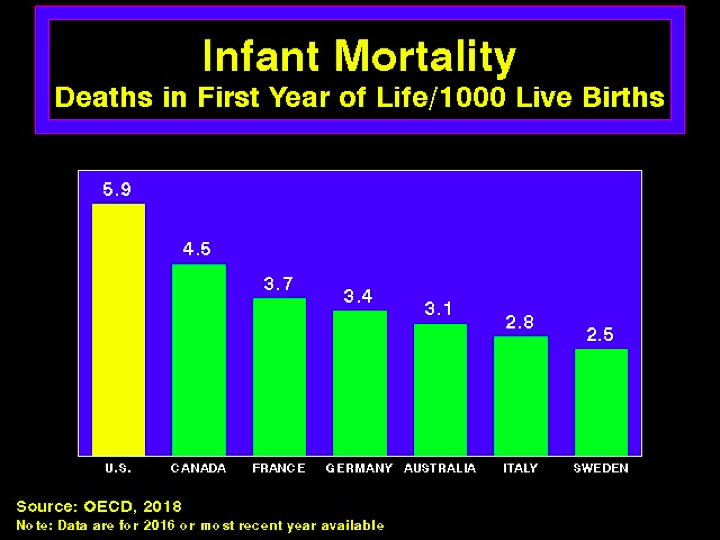 Infant Mortality
Deaths in First Year of Life/1000 Live Births
5.9
4.5
3.7
3.4
3.1
2.8
2.5
U.S. CANADA FRANCE GERMANY AUSTRALIA ITALY SWEDEN
Source: OECD, 2018
Note: Data are for 2016 or most recent year available